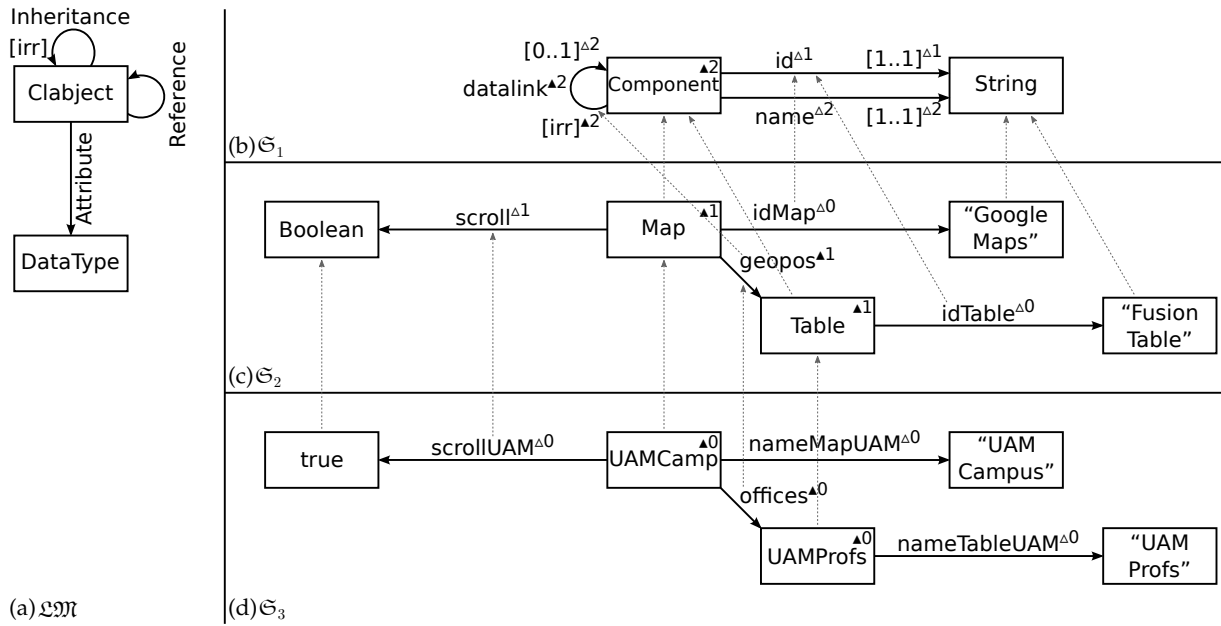 Inheritance
[irr]
Clabject
Reference
Attribute
DataType
(a) 𝔏𝔐
[0..1]△2
datalink▲2
[irr]▲2
Component▲2
id△1
[1..1]△1
name△2
[1..1]△2
String
(b) 𝔖1
Boolean
scroll△1
Map▲1
idMap△0
“Google
Maps”
geopos▲1
Table▲1
idTable△0
“Fusion
Table”
(c) 𝔖2
true
scrollUAM△0
UAMCamp▲0
nameMapUAM△0
“UAM
Campus”
offices▲0
UAMProfs▲0
nameTableUAM△0
“UAM
Profs”
(d) 𝔖3